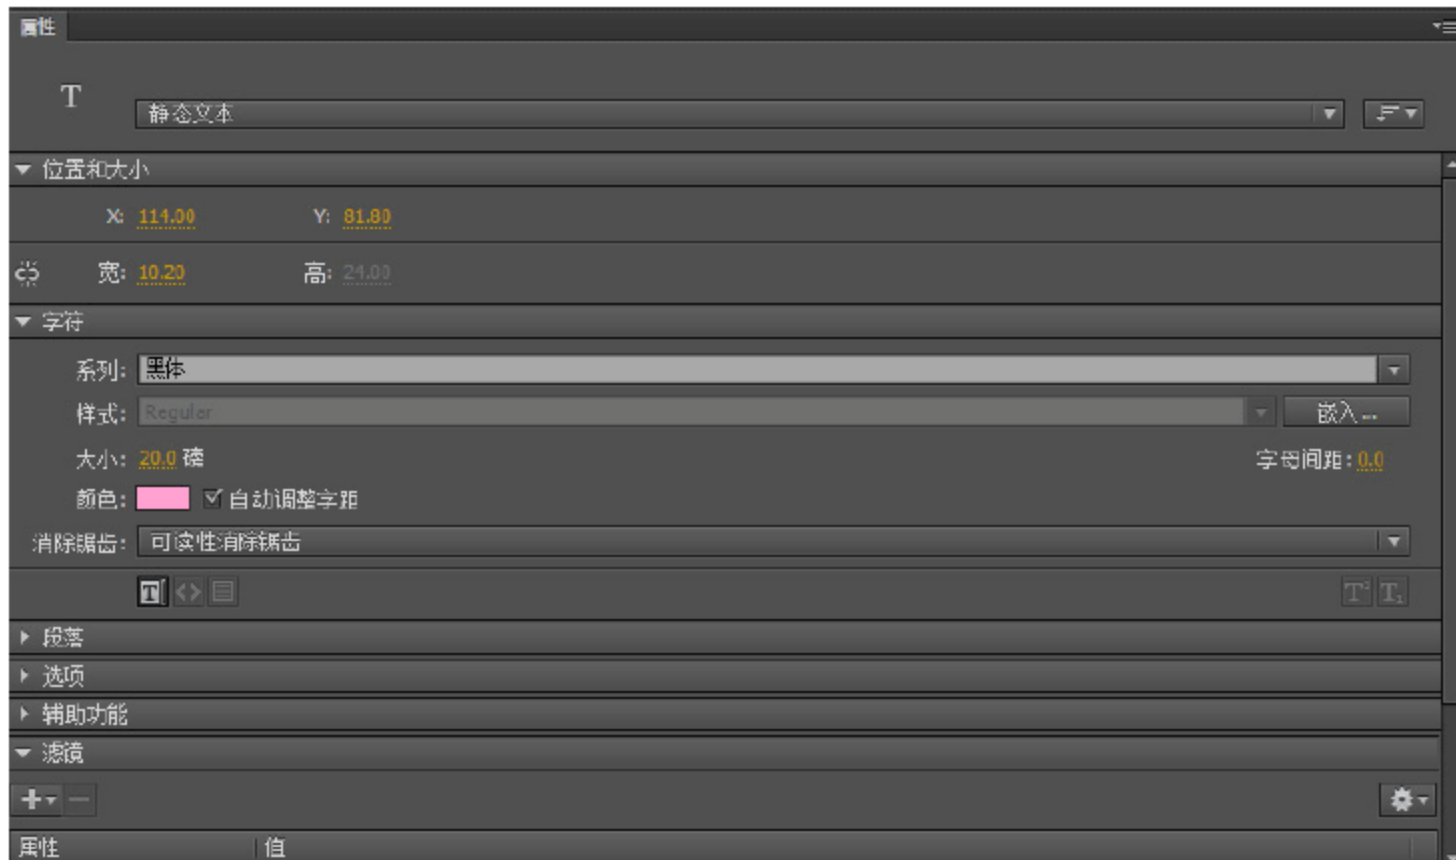 属性
T
静态文本
位置和大小
X: 114.00 Y: 81.80
宽: 10.20 高: 24.00
字符
系列: 黑体
样式: Regular 嵌入...
大小: 20.0 磅 字母间距: 0.0
颜色: 自动调整字距
消除锯齿: 可读性消除锯齿
T <> T² T₁
段落
选项
辅助功能
滤镜
属性 值